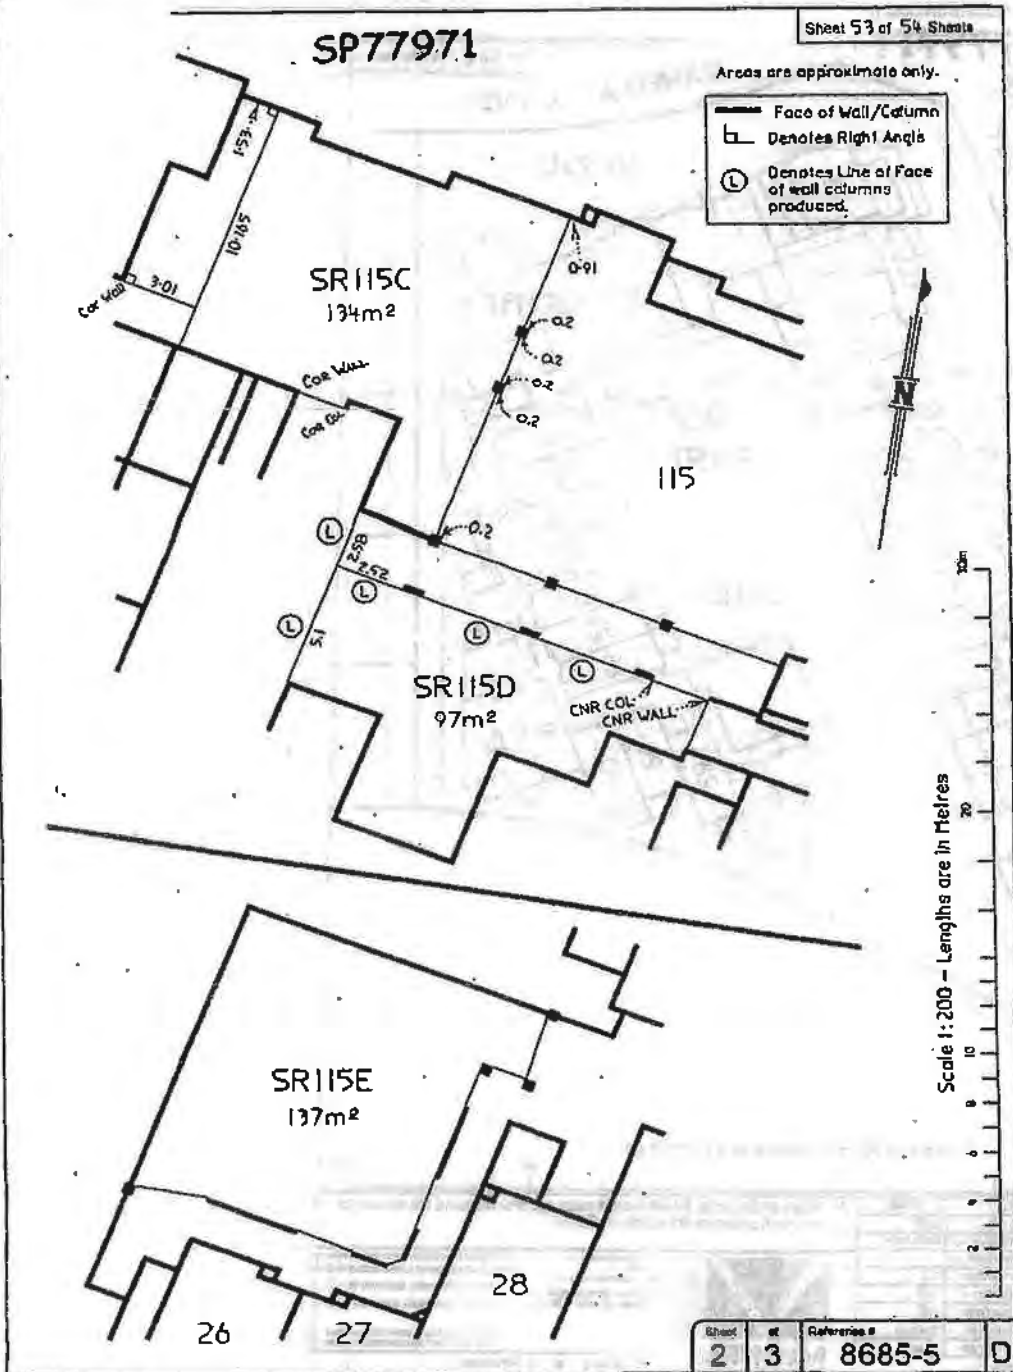 Sheet 53 of 54 Sheets
SP77971
Areas are approximate only.
Face of Wall/Column
Denotes Right Angle
L
Denotes Line of Face
of wall columns
produced.
1.53
10.165
3.01
Cor Wall
SR115C
134m²
0.91
0.2
0.2
0.2
0.2
Cor Wall
Cor Col
N
115
0.2
L
2.58
2.52
L
L
5.1
L
L
SR115D
97m²
CNR COL
CNR WALL
30m
20
10
8
6
4
2
Scale 1:200 - Lengths are in Metres
SR115E
137m²
28
26
27
Sheet of Reference #
2 3 8685-5 D